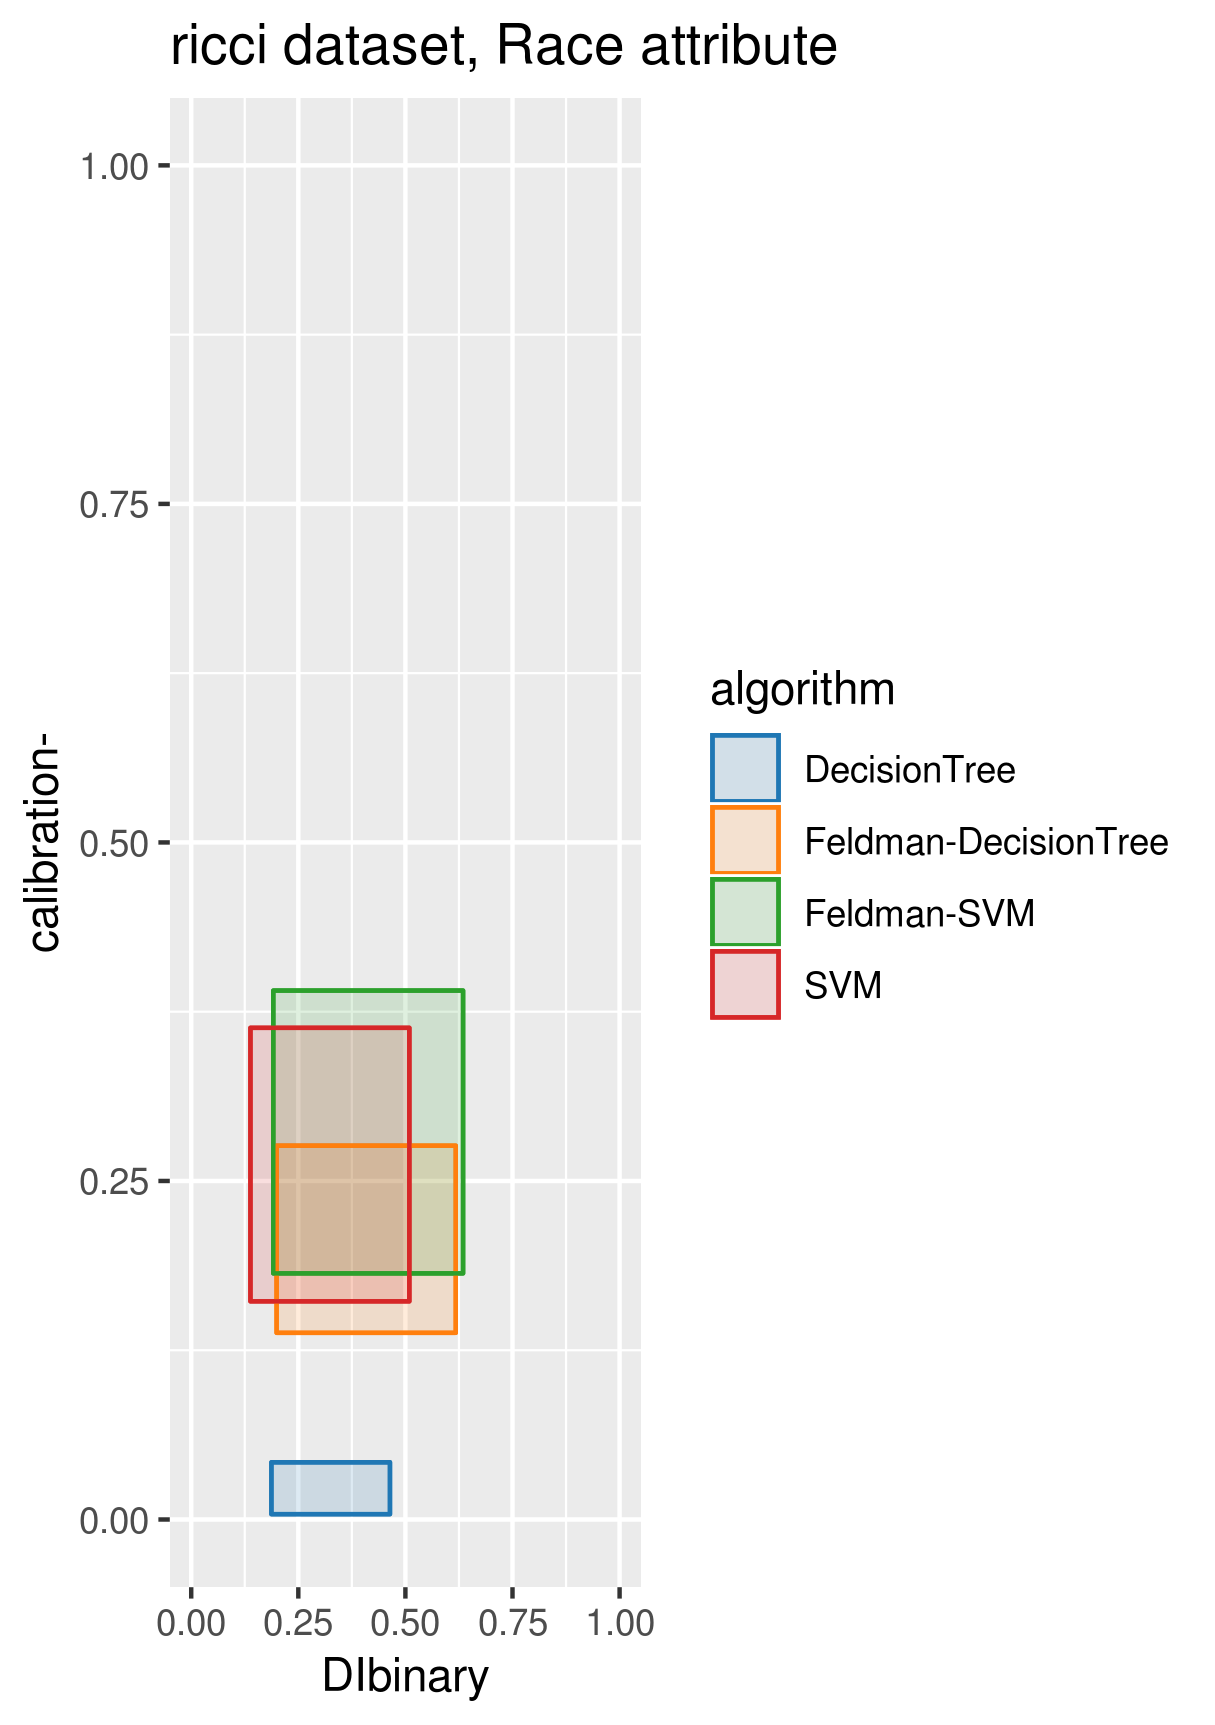 ricci dataset, Race attribute
1.00
0.75
0.50
0.25
0.00
calibration-
0.00 0.25 0.50 0.75 1.00
DIbinary
algorithm
DecisionTree
Feldman-DecisionTree
Feldman-SVM
SVM